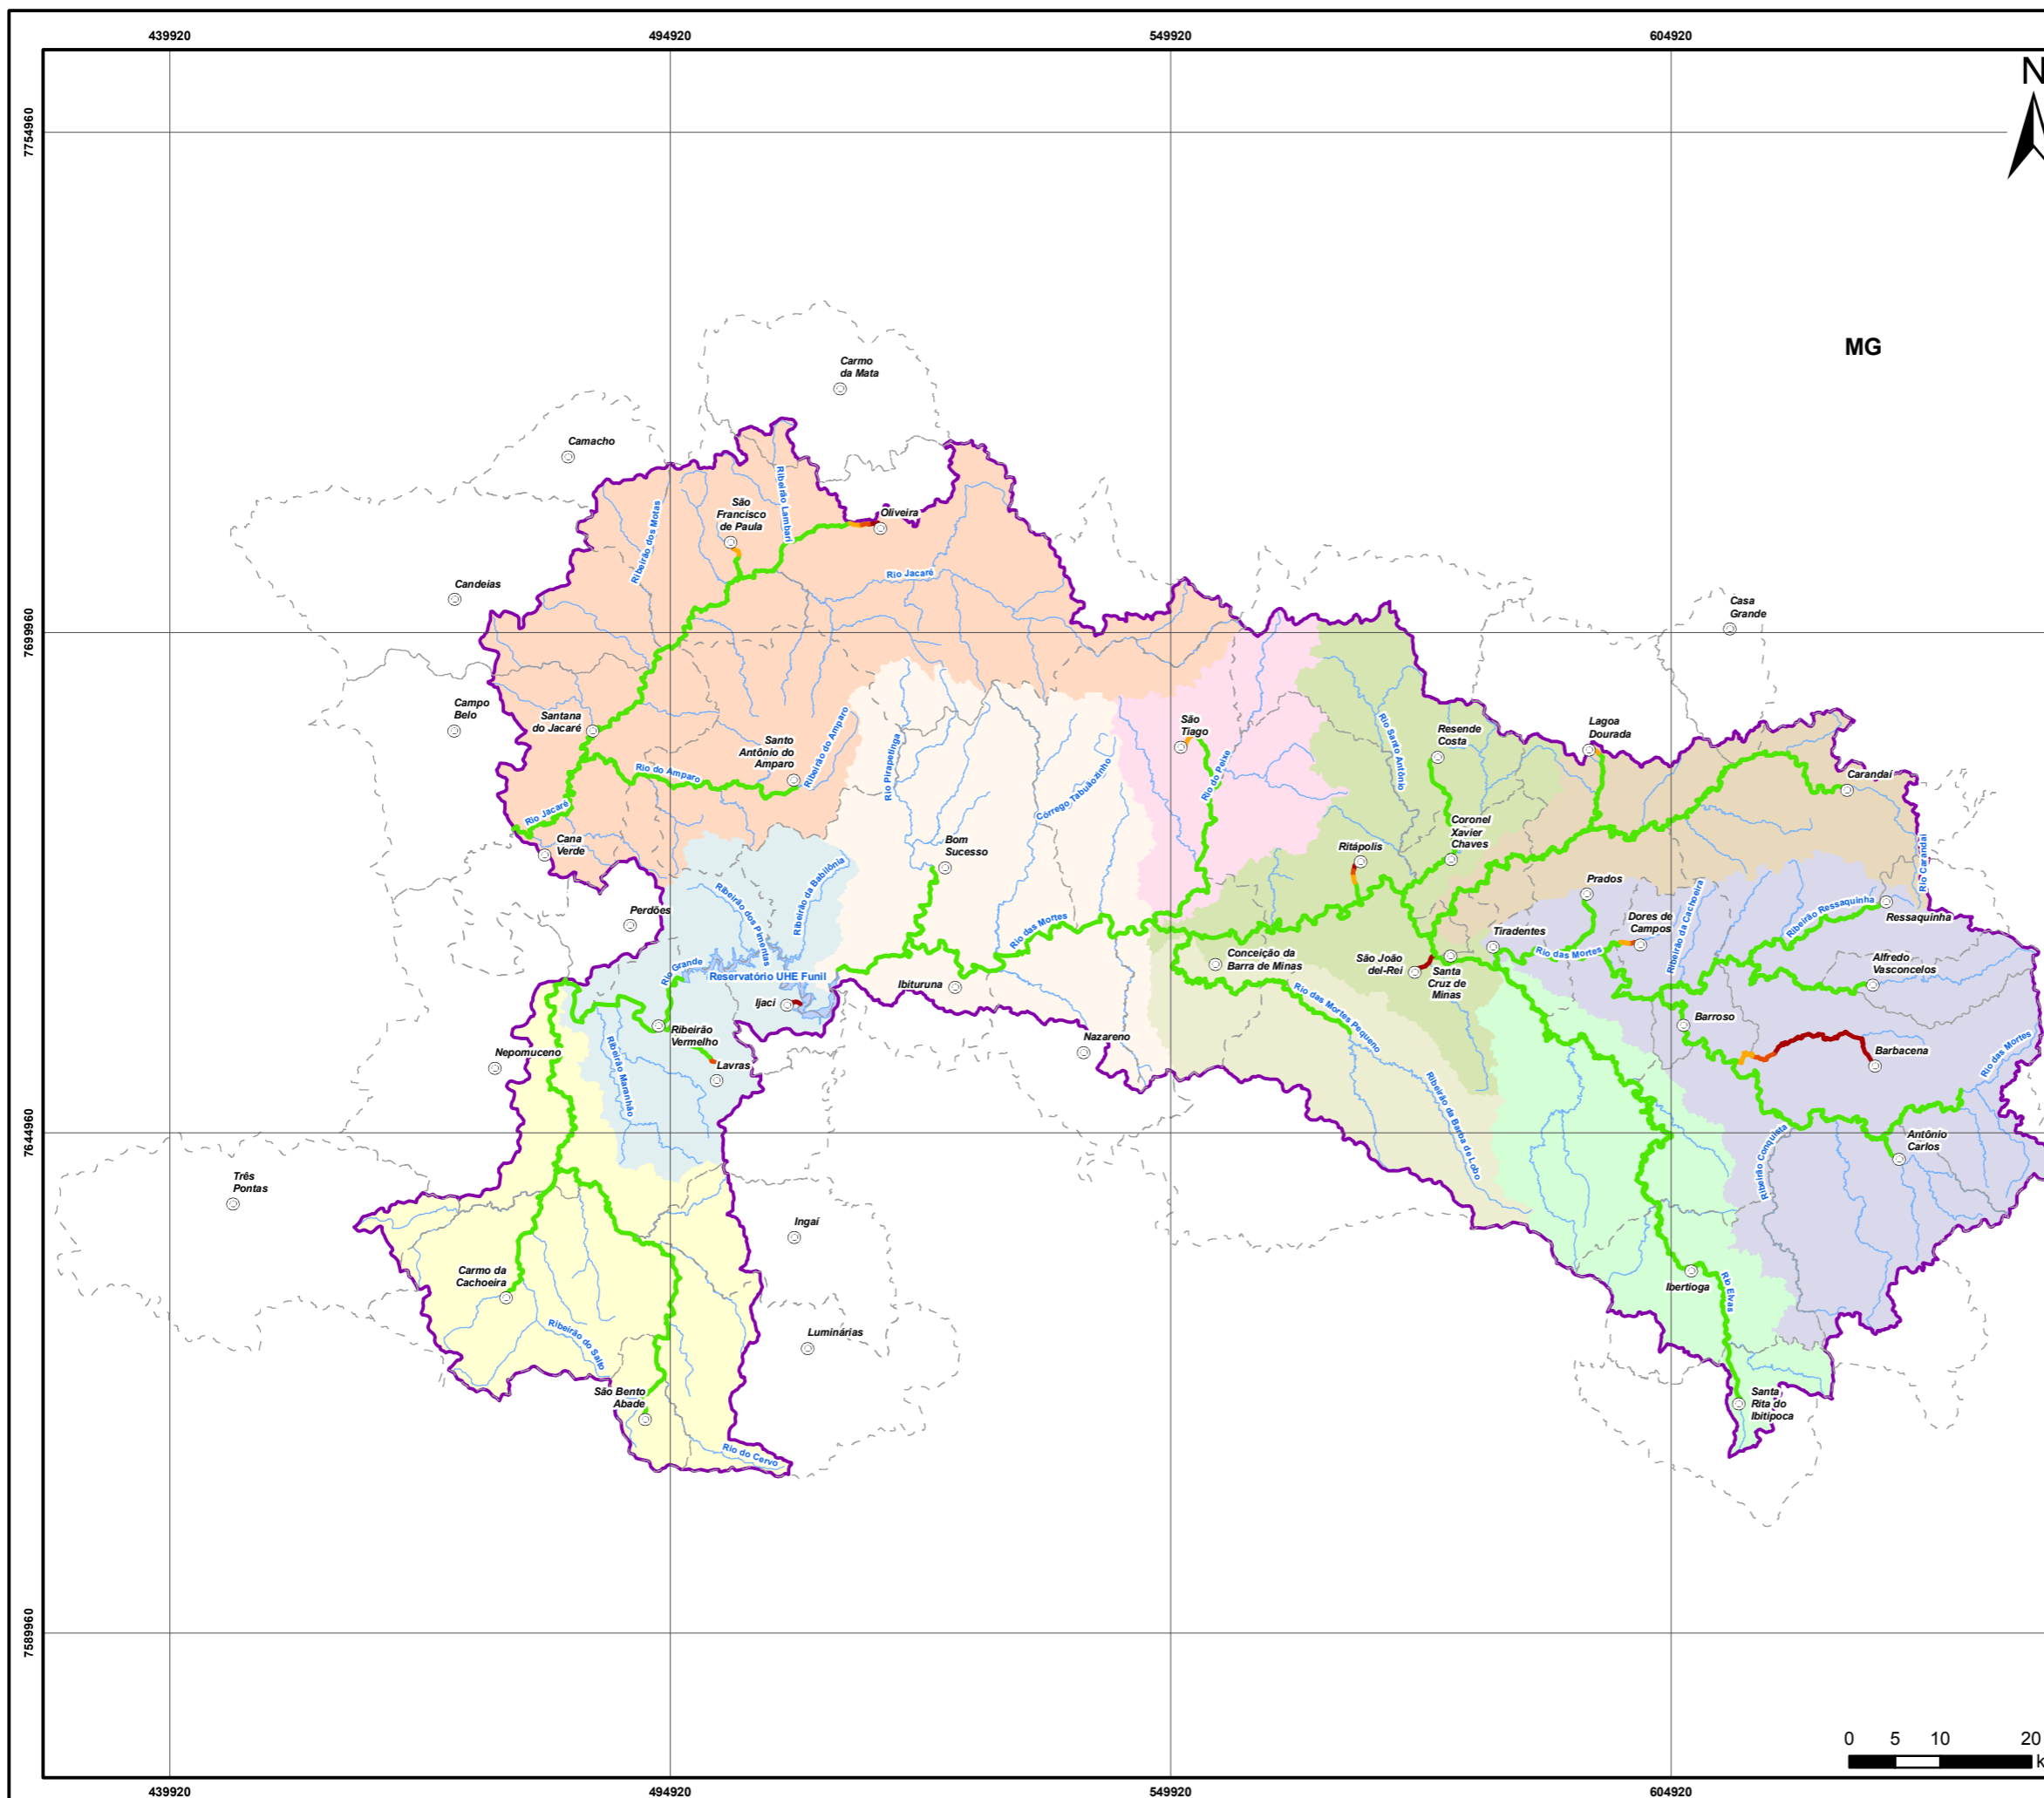 439920
494920
549920
604920
N
7754960
MG
Carmo
da Mata
Camacho
Ribeirão Lambari
Ribeirão dos Motas
São
Francisco
de Paula
Oliveira
Rio Jacaré
Candeias
Casa
Grande
7699960
Campo
Belo
Santana
do Jacaré
Santo
Antônio do
Amparo
Rio do Amparo
Ribeirão do Amparo
Rio Jacaré
Rio Pirapetinga
Córrego Tabuãozinho
São
Tiago
Rio do Peixe
Rio Santo Antônio
Resende
Costa
Lagoa
Dourada
Carandaí
Cana
Verde
Bom
Sucesso
Ritápolis
Coronel
Xavier
Chaves
Rio Carandaí
Ribeirão da Babilônia
Ribeirão dos Pimentas
Perdões
Prados
Ribeirão da Cachoeira
Ribeirão Ressaquinha
Ressaquinha
Dores de
Campos
Rio das Mortes
Tiradentes
Rio das Mortes
Rio Grande
Reservatório UHE Funil
Conceição da
Barra de Minas
São João
del-Rei
Santa
Cruz de
Minas
Alfredo
Vasconcelos
Ijaci
Ibituruna
Rio das Mortes Pequeno
Ribeirão
Vermelho
Barroso
Nazareno
Nepomuceno
Lavras
Ribeirão Maranhão
Barbacena
Rio das Mortes
Ribeirão da Barba de Lobo
7644960
Ribeirão Conquista
Antônio
Carlos
Três
Pontas
Ingaí
Carmo da
Cachoeira
Ibertioga
Rio Elvas
Ribeirão do Salto
Luminárias
São Bento
Abade
Santa
Rita do
Ibitipoca
Rio do Cervo
7589960
0
5
10
20
439920
494920
549920
604920